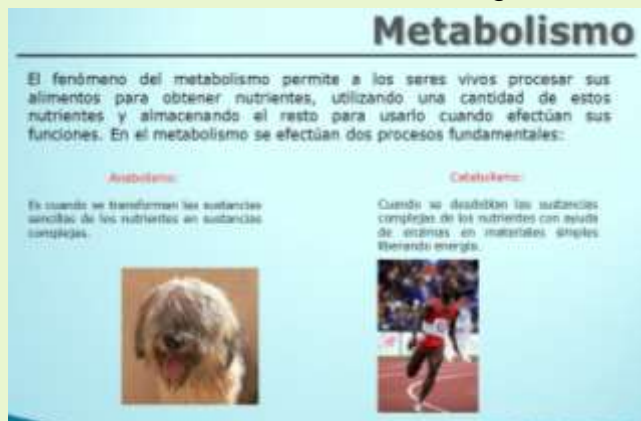 Metabolismo
El fenómeno del metabolismo permite a los seres vivos procesar sus
alimentos para obtener nutrientes, utilizando una cantidad de estos
nutrientes y almacenando el resto para usarlo cuando efectúan sus
funciones. En el metabolismo se efectúan dos procesos fundamentales:
Anabolismo:
Es cuando se transforman las sustancias
sencillas de los nutrientes en sustancias
complejas.
Catabolismo:
Cuando se desdoblan las sustancias
complejas de los nutrientes con ayuda
de enzimas en materiales simples
liberando energía.